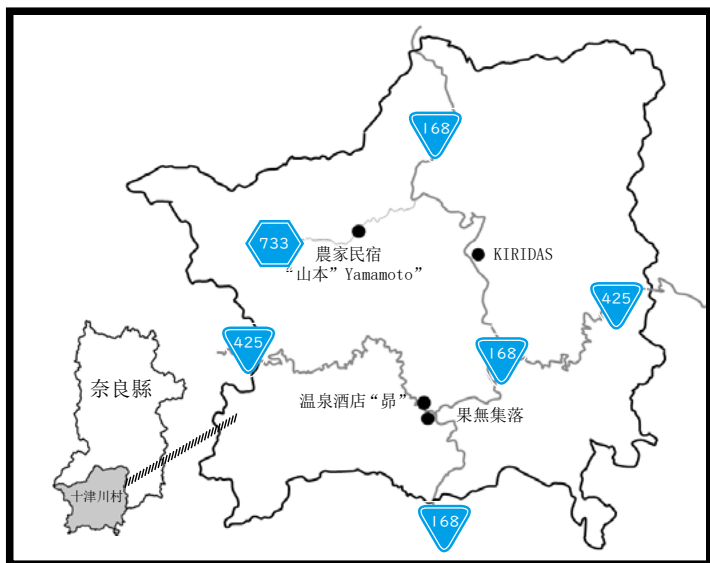 168
733
農家民宿
“山本”Yamamoto”
KIRIDAS
425
425
168
奈良縣
温泉酒店“昴”
果無集落
十津川村
168